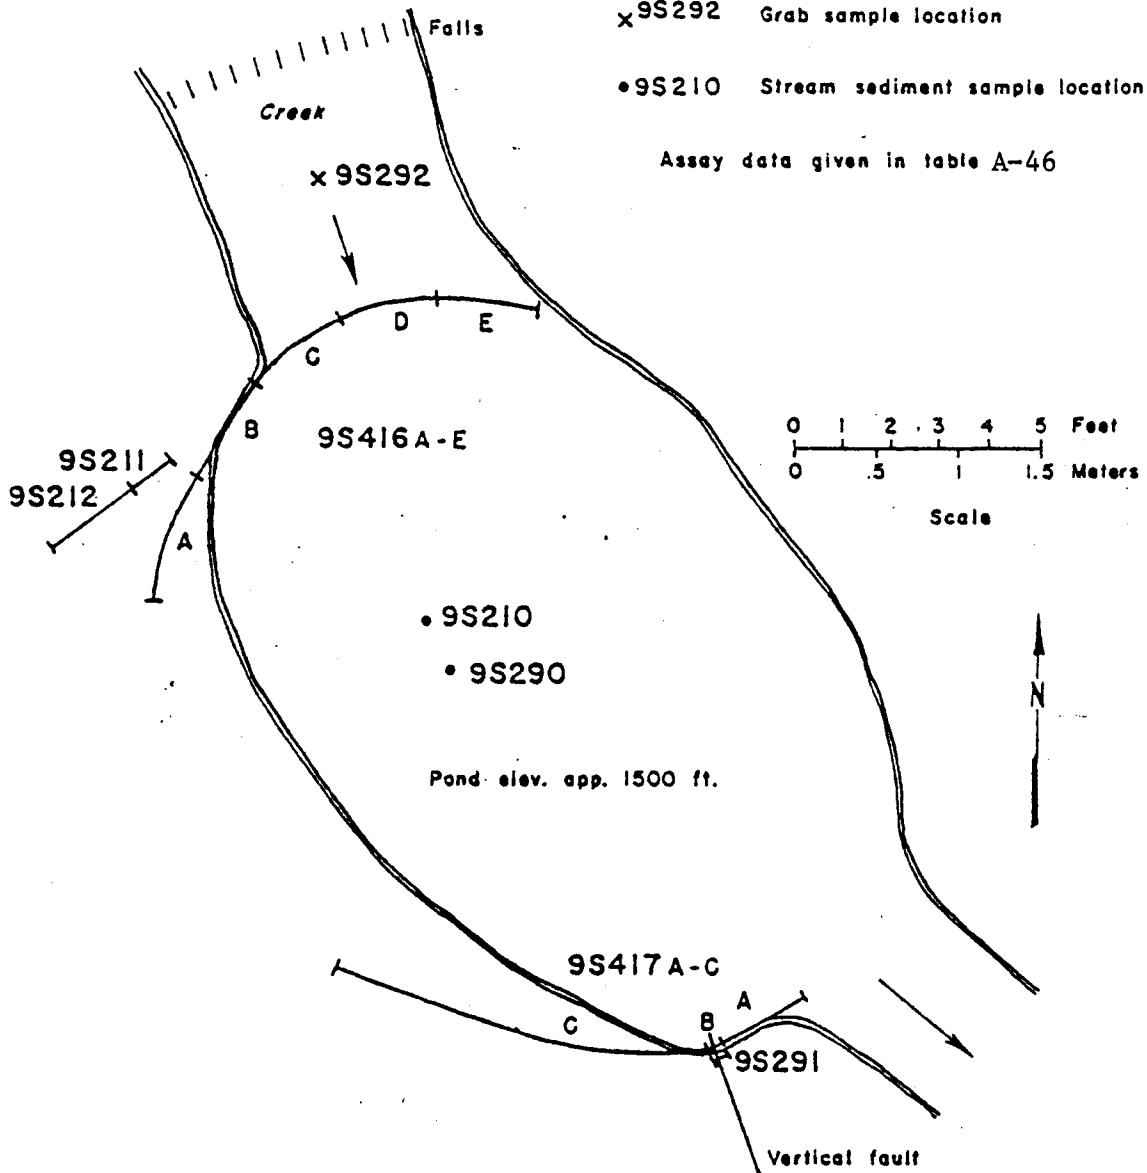 Falls
x 9S292 Grab sample location
•9S210 Stream sediment sample location
Assay data given in table A-46
Creek
x 9S292
D
E
C
B
9S416 A-E
9S211
9S212
A
0 1 2 3 4 5 Feet
0 .5 1 1.5 Meters
Scale
• 9S210
• 9S290
N
Pond elev. app. 1500 ft.
9S417 A-C
A
B
C
9S291
Vertical fault